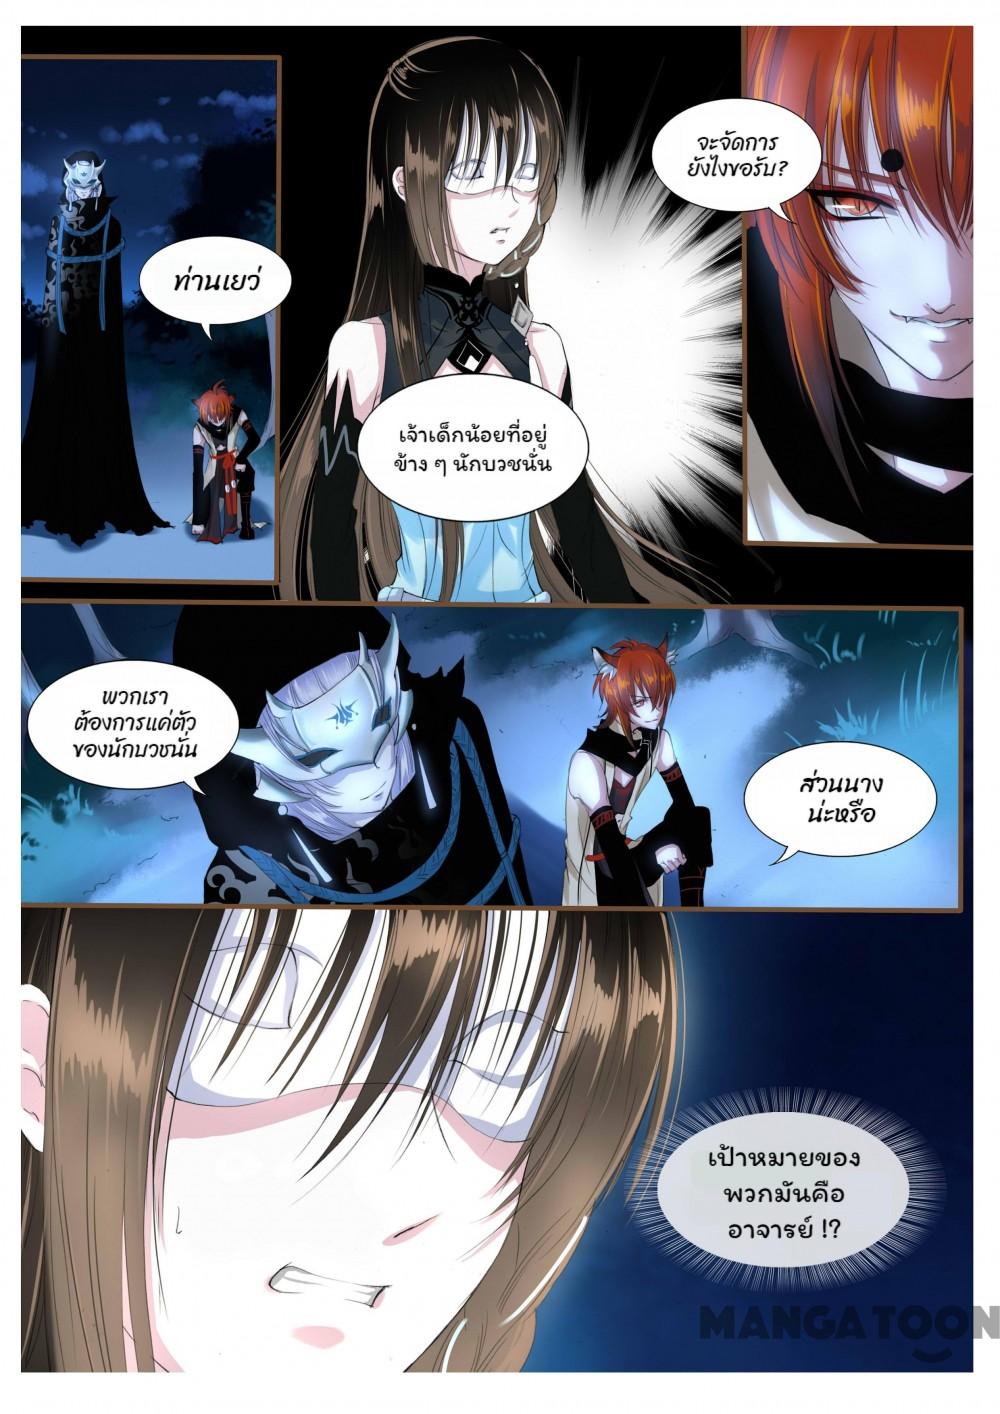 ท่านเยว่
เจ้าเด็กน้อยที่อยู่
ข้าง ๆ นักบวชนั่น
จะจัดการ
ยังไงขอรับ?
พวกเรา
ต้องการแค่ตัว
ของนักบวชนั่น
ส่วนนาง
น่ะหรือ
เป้าหมายของ
พวกมันคือ
อาจารย์ !?
MANGATOON